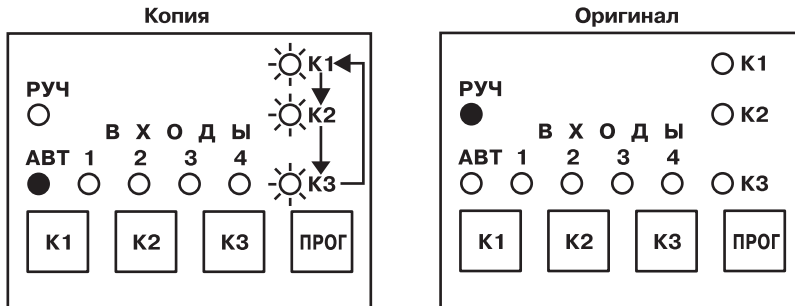 Копия
К1
РУЧ
К2
В Х О Д Ы
АВТ 1 2 3 4
К3
К1 К2 К3 ПРОГ
Оригинал
К1
РУЧ
К2
В Х О Д Ы
АВТ 1 2 3 4
К3
К1 К2 К3 ПРОГ